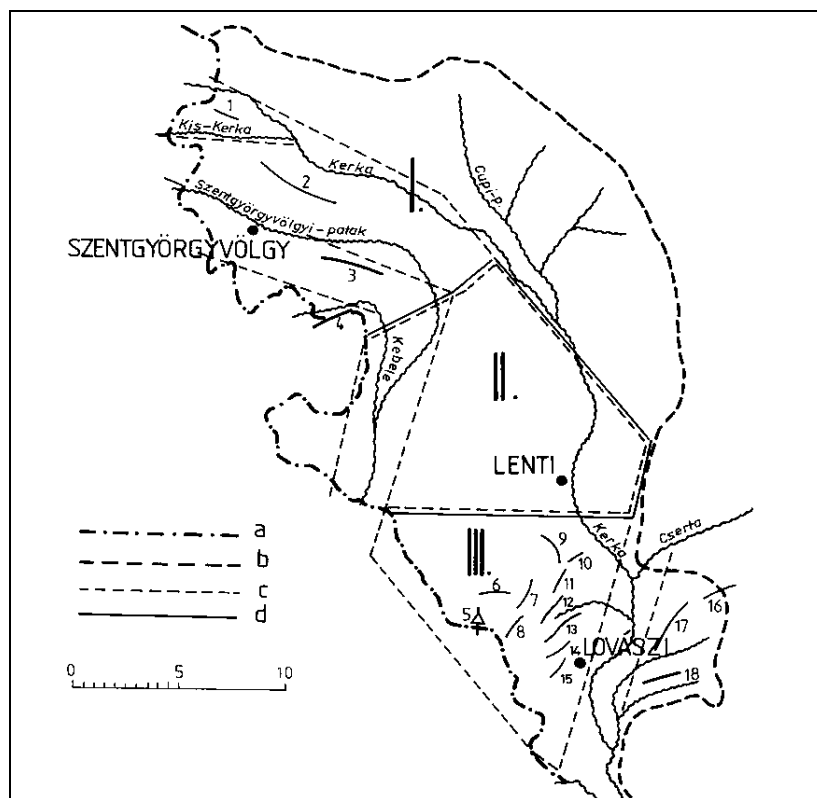 1
Kis-Kerka
Kerka
I.
Cupi-P.
2
Szentgyörgyvölgyi-patak
SZENTGYÖRGYVÖLGY
3
4
Kebele
II.
LENTI
a
b
c
d
Kerka
Cserta
III.
9
10
11
6
7
12
16
5
8
13
17
14
LOVASZI
15
18
0
5
10